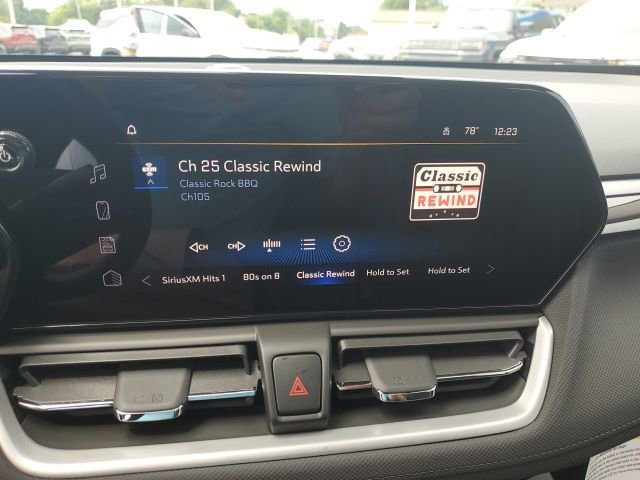 78° 12:23
SXM
Ch 25 Classic Rewind
Classic Rock BBQ
Ch105
Classic
REWIND
CH CH
SiriusXM Hits 1 80s on 8 Classic Rewind Hold to Set Hold to Set